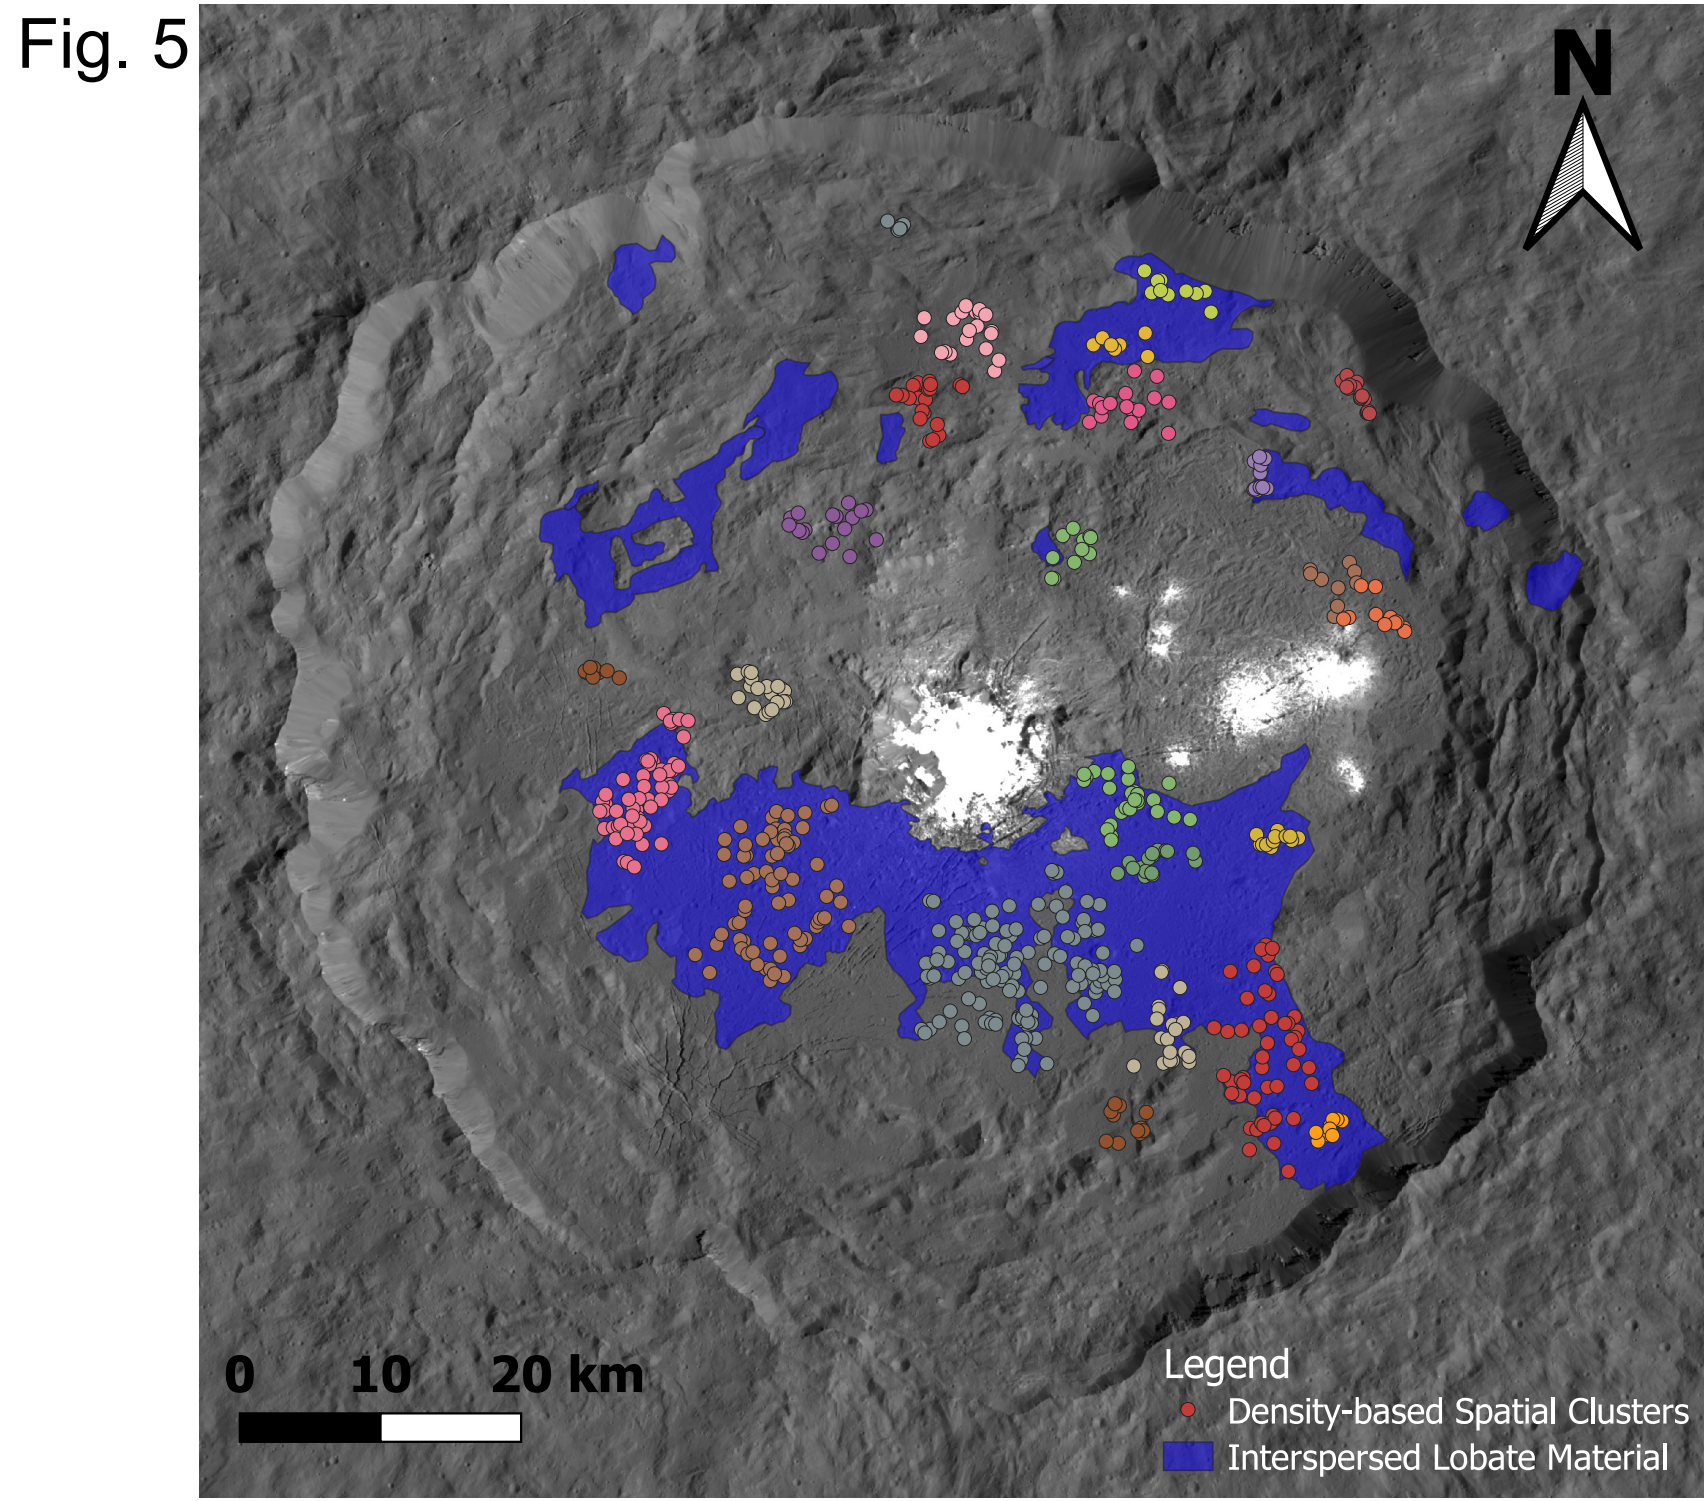 Fig. 5
N
0 10 20 km
Legend
Density-based Spatial Clusters
Interspersed Lobate Material